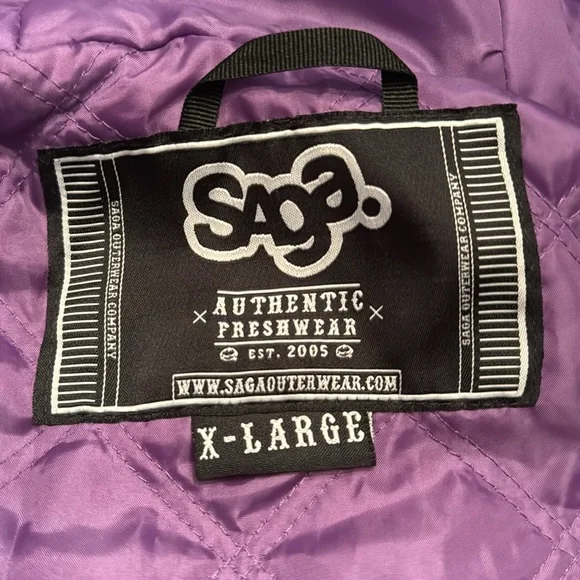 SAga.
AUTHENTIC
× FRESHWEAR ×
EST. 2005
WWW.SAGAOUTERWEAR.COM
X-LARGE
SAGA OUTERWEAR COMPANY
SAGA OUTERWEAR COMPANY